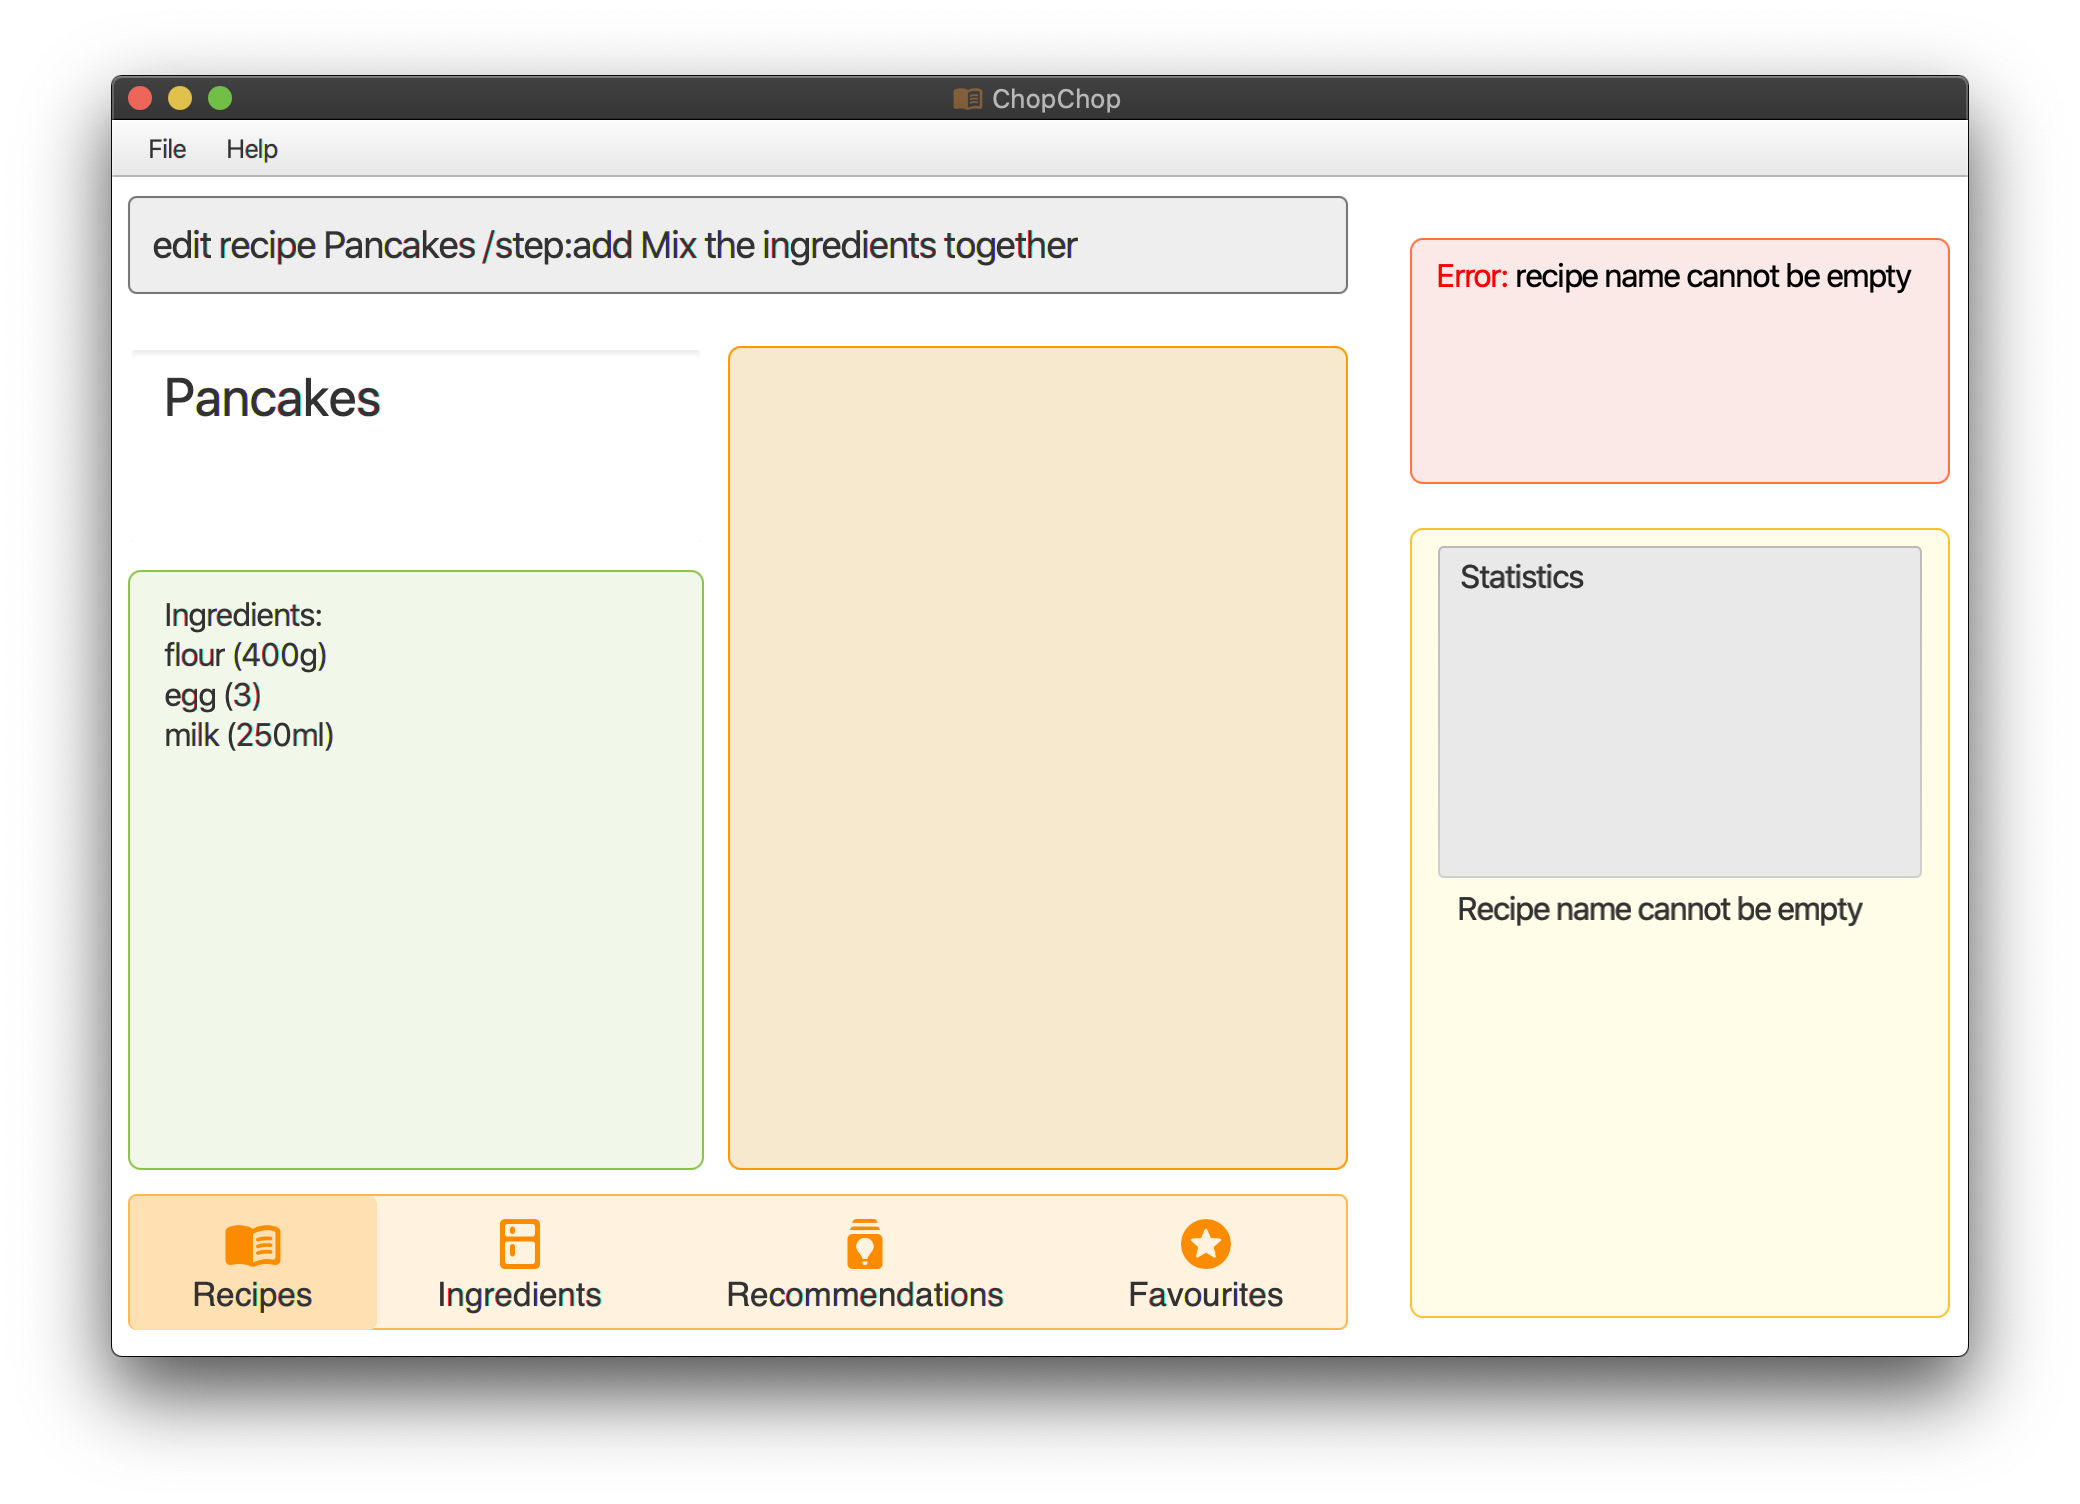 ChopChop
File Help
edit recipe Pancakes /step:add Mix the ingredients together
Error: recipe name cannot be empty
Pancakes
Ingredients:
flour (400g)
egg (3)
milk (250ml)
Statistics
Recipe name cannot be empty
Recipes Ingredients Recommendations Favourites